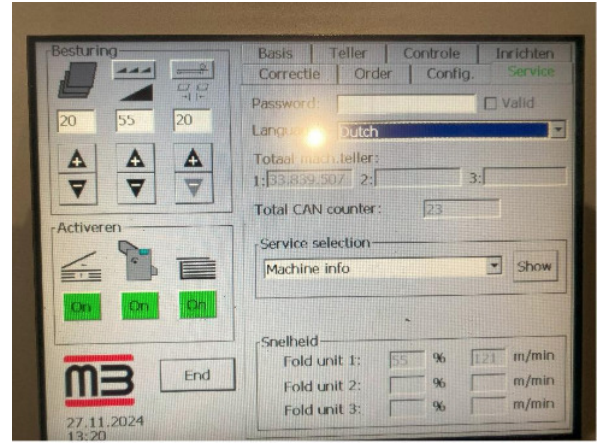 Besturing
20 55 20
Activeren
On On On
MB
End
27.11.2024
13:20
Basis Teller Controle Inrichten
Correctie Order Config. Service
Password: Valid
Dutch
Totaal mach.teller:
1: 33.839.507 2: 3:
Total CAN counter: 23
Service selection
Machine info Show
Snelheid
Fold unit 1: 55 % 121 m/min
Fold unit 2: % m/min
Fold unit 3: % m/min